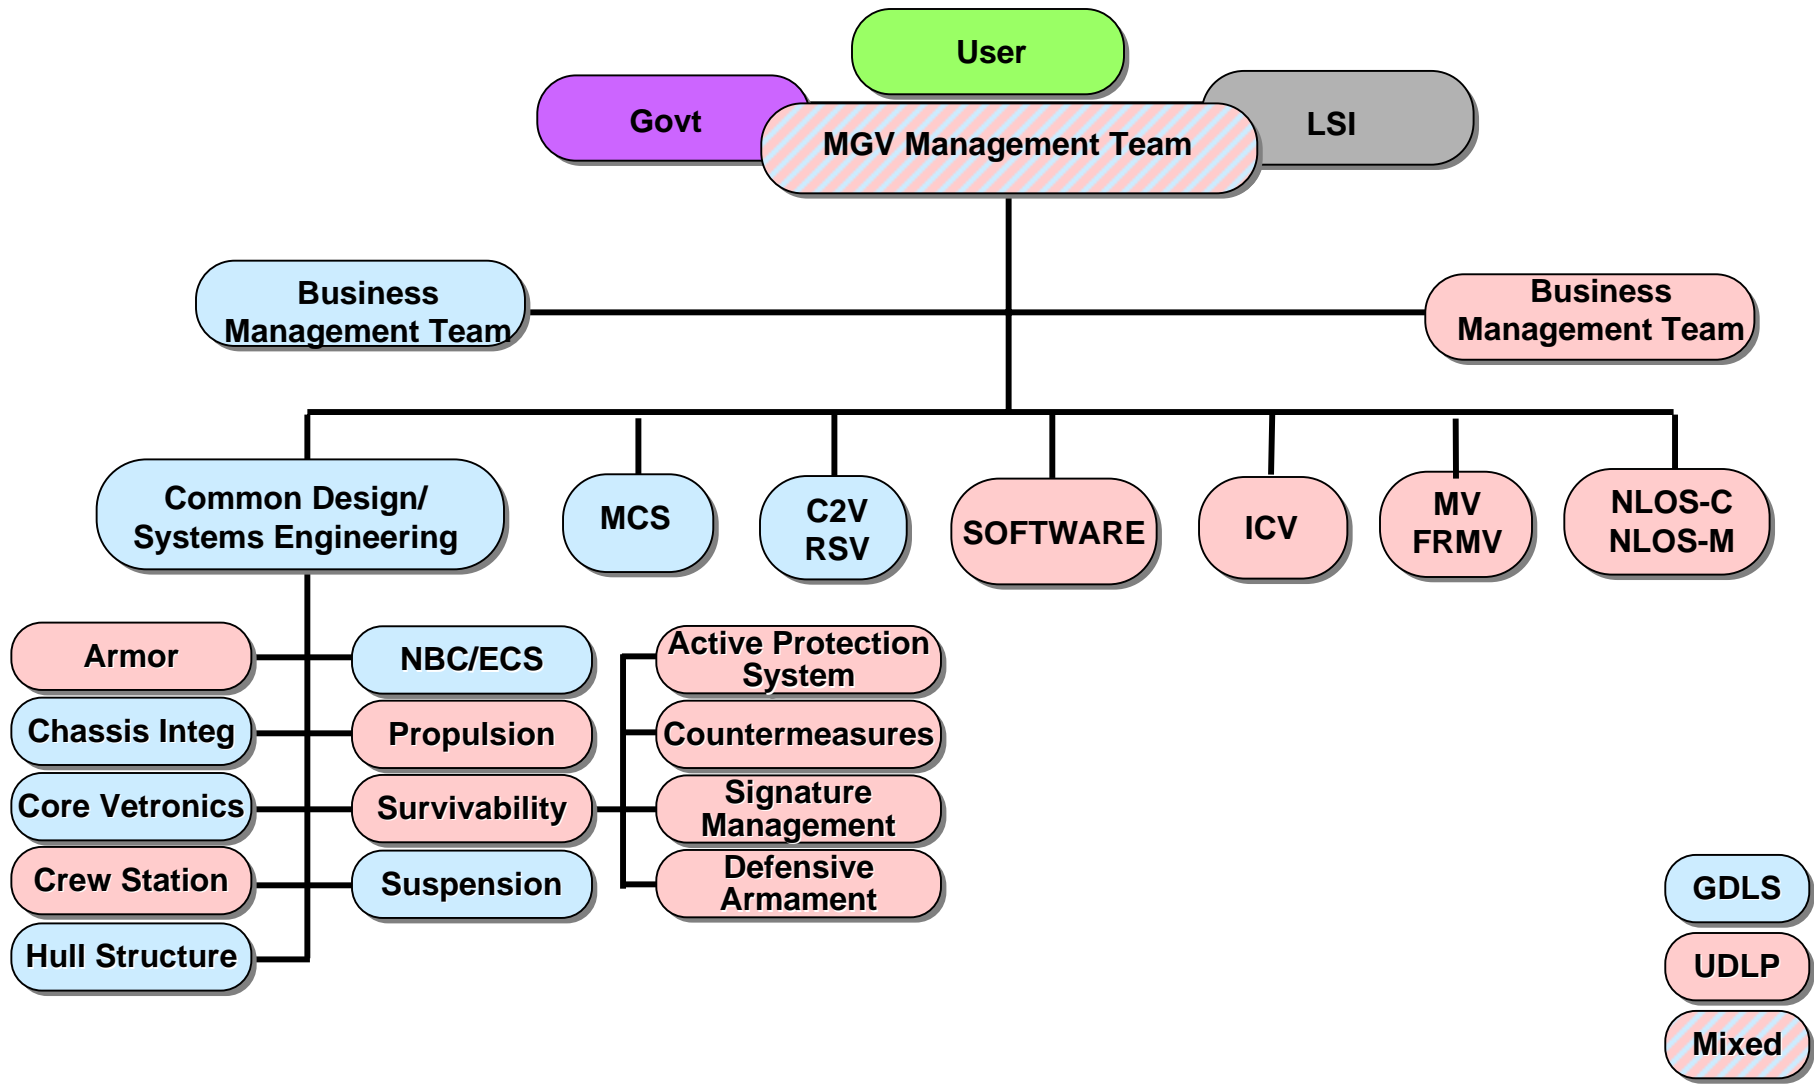 User
Govt
MGV Management Team
LSI
Business
Management Team
Business
Management Team
Common Design/
Systems Engineering
MCS
C2V
RSV
SOFTWARE
ICV
MV
FRMV
NLOS-C
NLOS-M
Armor
Chassis Integ
Core Vetronics
Crew Station
Hull Structure
NBC/ECS
Propulsion
Survivability
Suspension
Active Protection
System
Countermeasures
Signature
Management
Defensive
Armament
GDLS
UDLP
Mixed